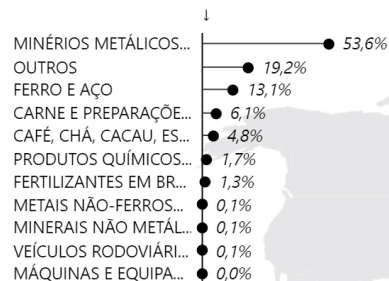 ↓
MINÉRIOS METÁLICOS... 53,6%
OUTROS 19,2%
FERRO E AÇO 13,1%
CARNE E PREPARAÇÕE... 6,1%
CAFÉ, CHÁ, CACAU, ES... 4,8%
PRODUTOS QUÍMICOS... 1,7%
FERTILIZANTES EM BR... 1,3%
METAIS NÃO-FERROS... 0,1%
MINERAIS NÃO METÁL... 0,1%
VEÍCULOS RODOVIÁRI... 0,1%
MÁQUINAS E EQUIPA... 0,0%